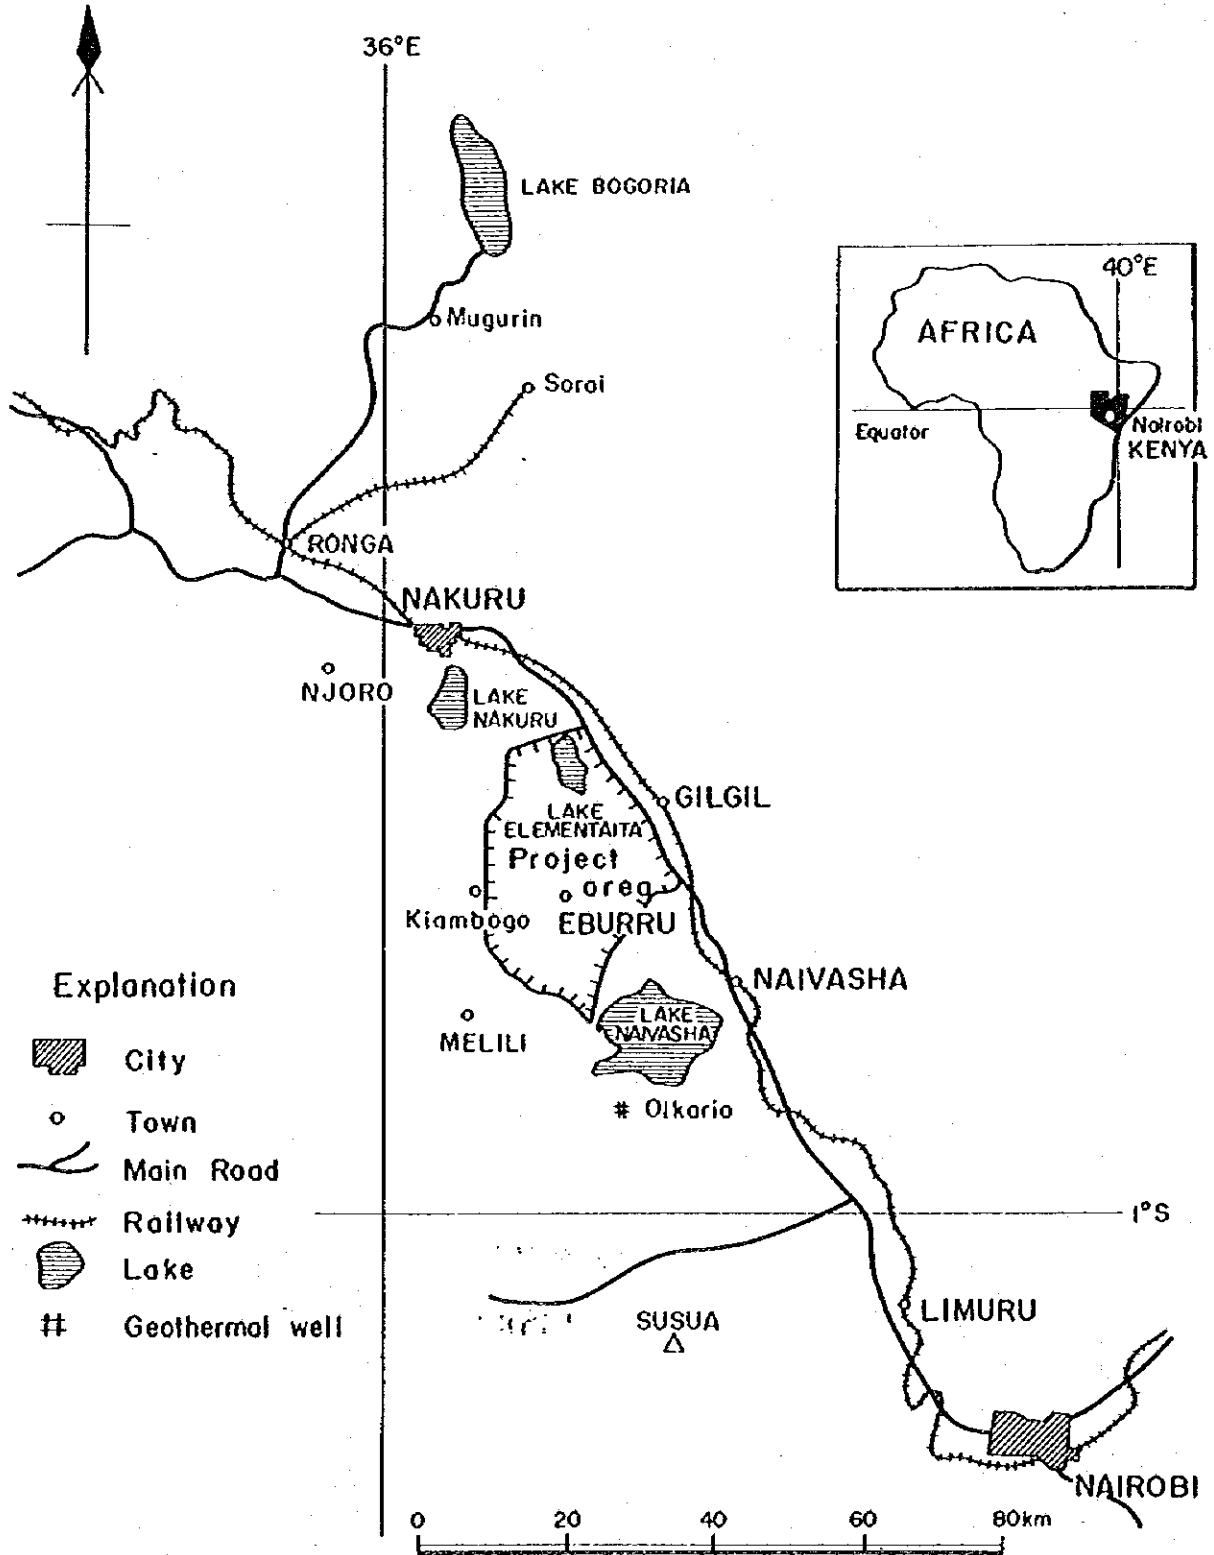 36°E
LAKE BOGORIA
40°E
AFRICA
Mugurin
Equator
Nairobi
KENYA
Sorai
RONGA
NAKURU
NJORO
LAKE
NAKURU
GILGIL
LAKE
ELEMENTAITA
Project
area
Kiambogo
EBURRU
NAIVASHA
Explanation
LAKE
NAIVASHA
MELILI
City
# Olkaria
Town
Main Road
1°S
Railway
Lake
LIMURU
SUSUA
# Geothermal well
NAIROBI
0 20 40 60 80km